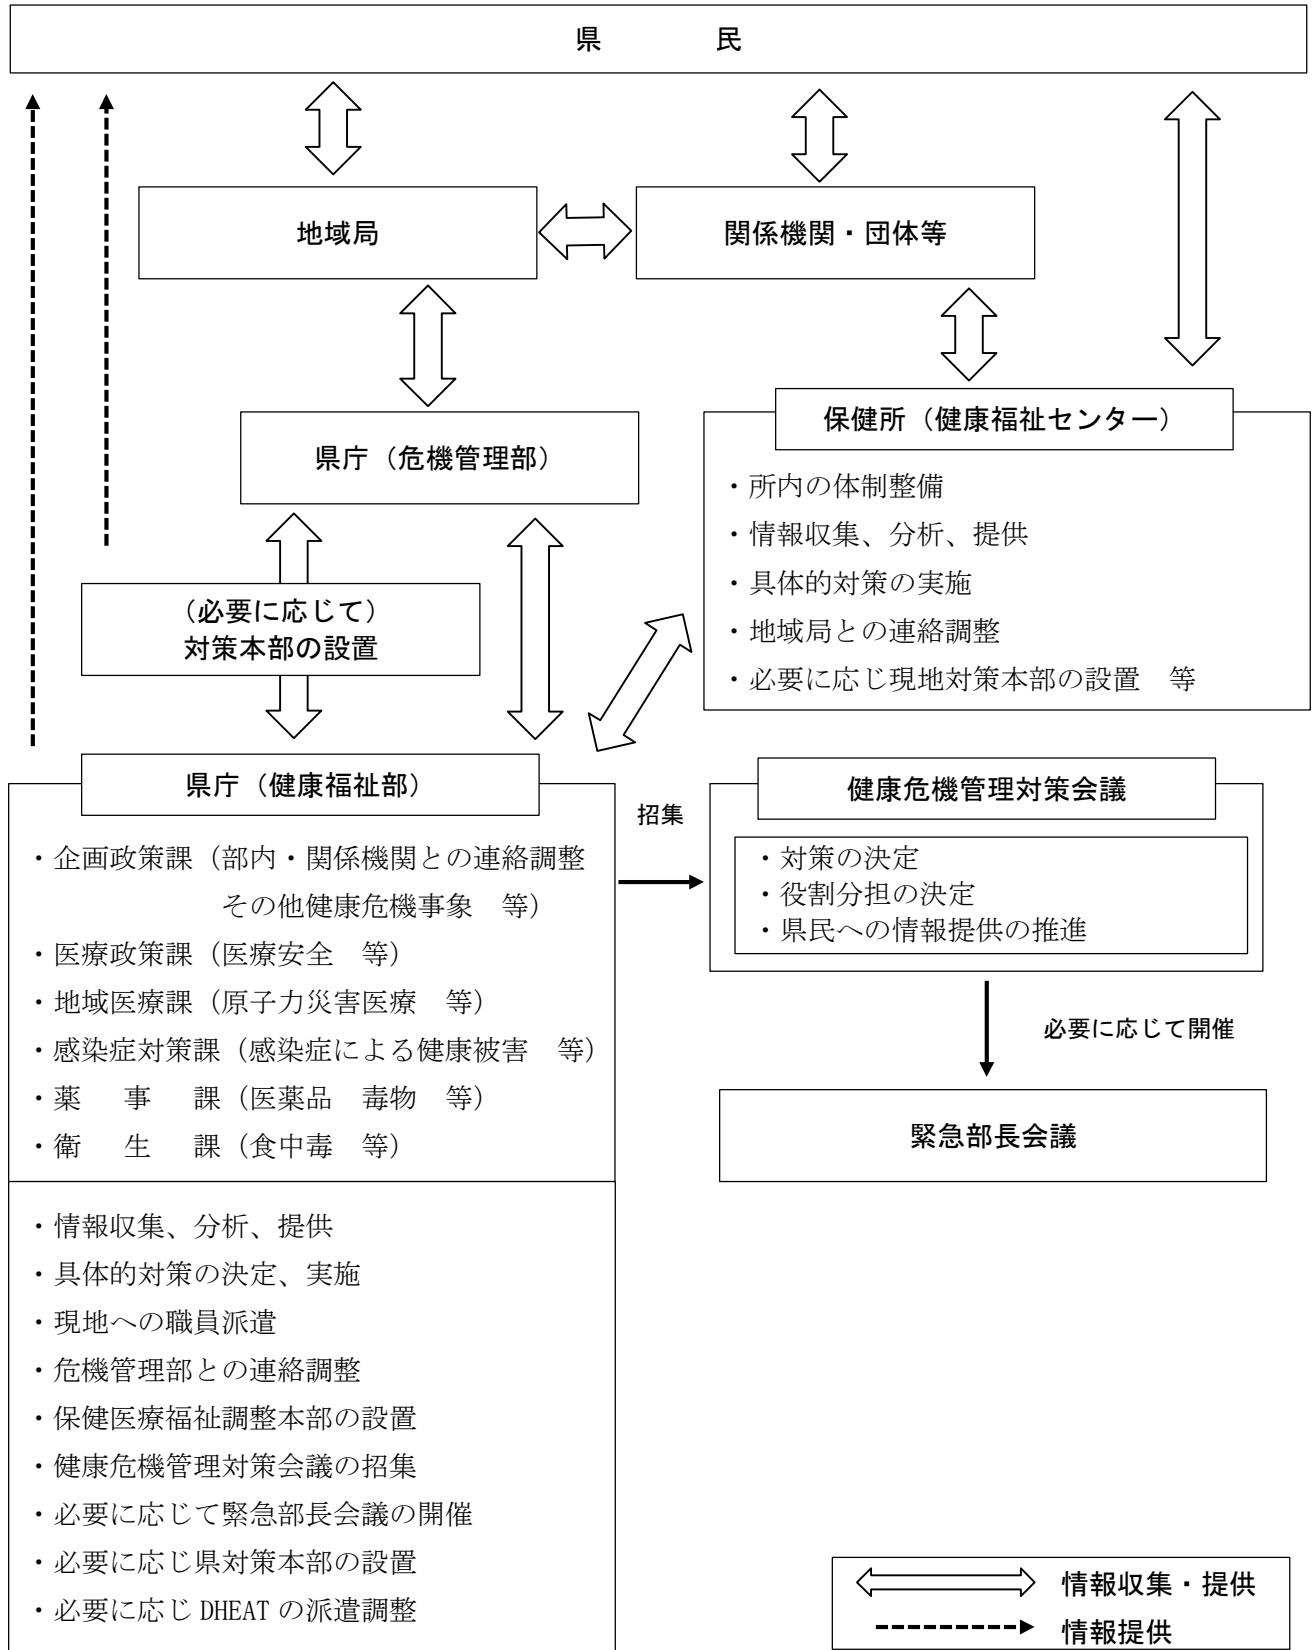 県　民
地域局
関係機関・団体等
県庁（危機管理部）
保健所（健康福祉センター）
・所内の体制整備
・情報収集、分析、提供
・具体的対策の実施
・地域局との連絡調整
・必要に応じ現地対策本部の設置　等
（必要に応じて）
対策本部の設置
県庁（健康福祉部）
・企画政策課（部内・関係機関との連絡調整
その他健康危機事象　等）
・医療政策課（医療安全　等）
・地域医療課（原子力災害医療　等）
・感染症対策課（感染症による健康被害　等）
・薬　事　課（医薬品　毒物　等）
・衛　生　課（食中毒　等）
・情報収集、分析、提供
・具体的対策の決定、実施
・現地への職員派遣
・危機管理部との連絡調整
・保健医療福祉調整本部の設置
・健康危機管理対策会議の招集
・必要に応じて緊急部長会議の開催
・必要に応じ県対策本部の設置
・必要に応じ DHEAT の派遣調整
招集
健康危機管理対策会議
・対策の決定
・役割分担の決定
・県民への情報提供の推進
必要に応じて開催
緊急部長会議
情報収集・提供
情報提供